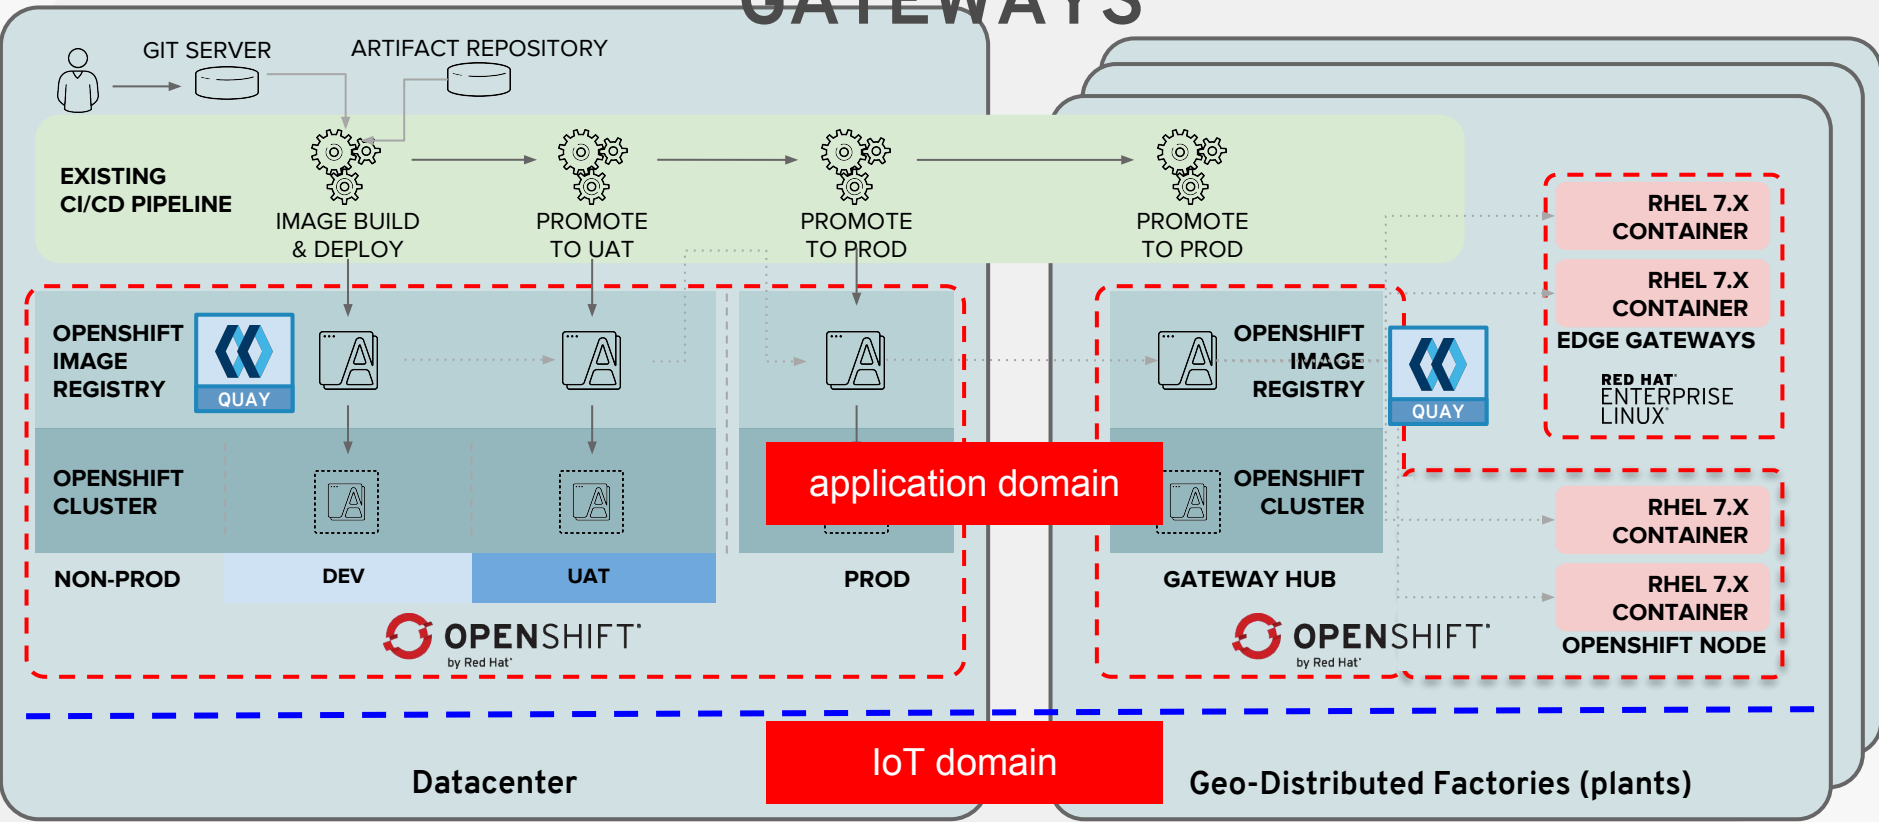 GATEWAYS
GIT SERVER
ARTIFACT REPOSITORY
EXISTING
CI/CD PIPELINE
IMAGE BUILD
& DEPLOY
PROMOTE
TO UAT
PROMOTE
TO PROD
PROMOTE
TO PROD
OPENSHIFT
IMAGE
REGISTRY
QUAY
OPENSHIFT
IMAGE
REGISTRY
QUAY
RHEL 7.X
CONTAINER
RHEL 7.X
CONTAINER
EDGE GATEWAYS
RED HAT
ENTERPRISE
LINUX
OPENSHIFT
CLUSTER
application domain
OPENSHIFT
CLUSTER
RHEL 7.X
CONTAINER
RHEL 7.X
CONTAINER
OPENSHIFT NODE
NON-PROD
DEV
UAT
PROD
GATEWAY HUB
OPENSHIFT
by Red Hat
OPENSHIFT
by Red Hat
IoT domain
Datacenter
Geo-Distributed Factories (plants)